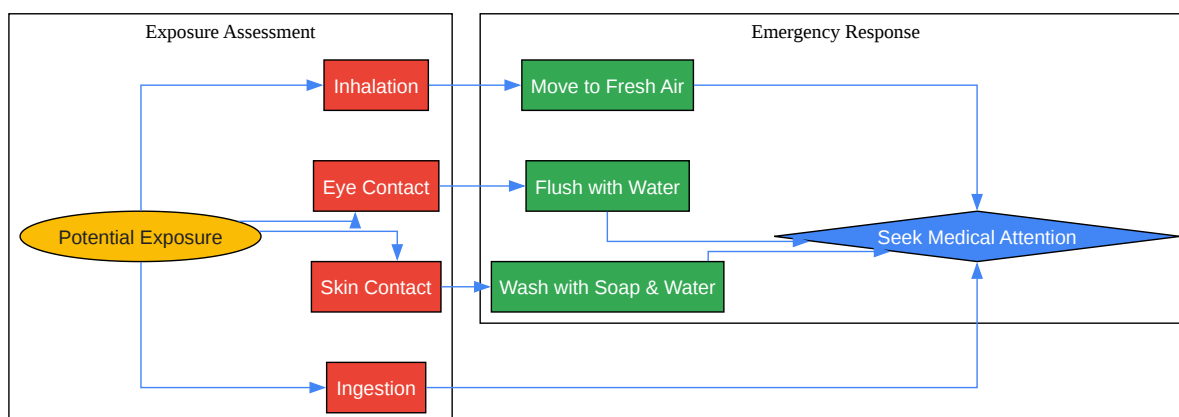 Exposure Assessment
Emergency Response
Inhalation
Move to Fresh Air
Eye Contact
Flush with Water
Potential Exposure
Seek Medical Attention
Skin Contact
Wash with Soap & Water
Ingestion